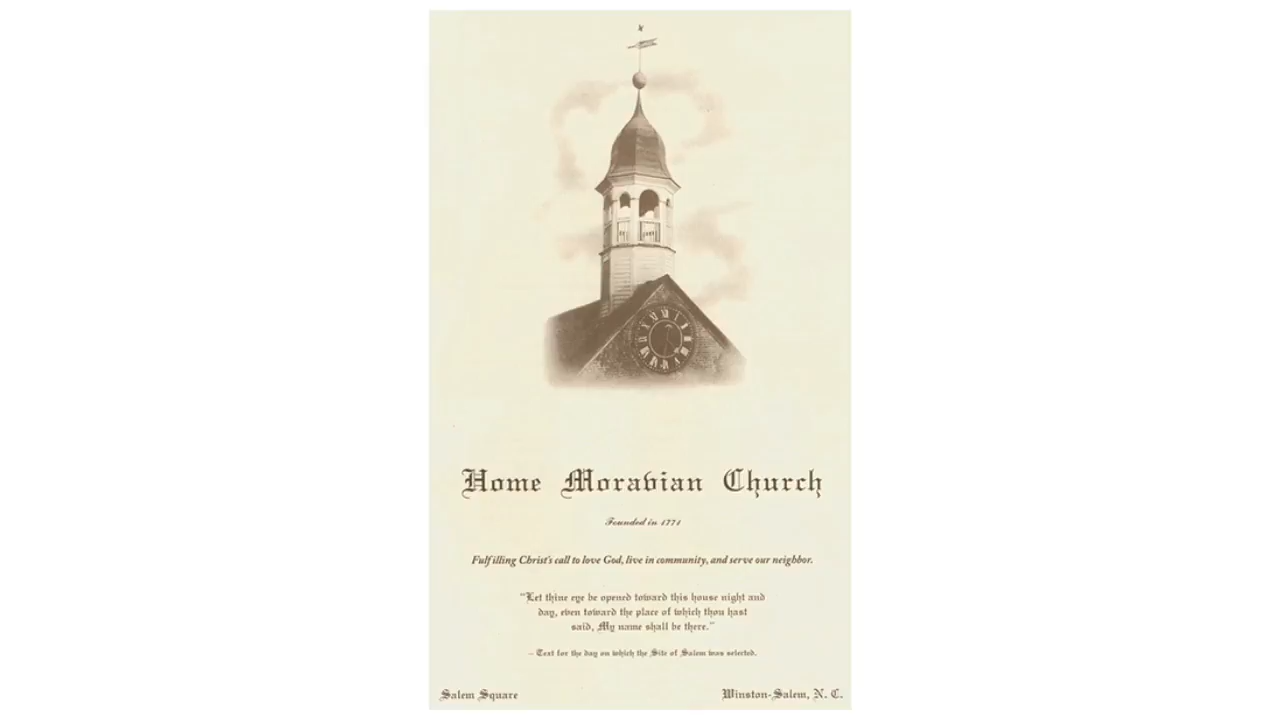 Home Moravian Church
Founded in 1771
Fulfilling Christ's call to love God, live in community, and serve our neighbor.
“Let thine eye be opened toward this house night and
day, even toward the place of which thou hast
said, My name shall be there.”
– Text for the day on which the Site of Salem was selected.
Salem Square
Winston-Salem, N. C.